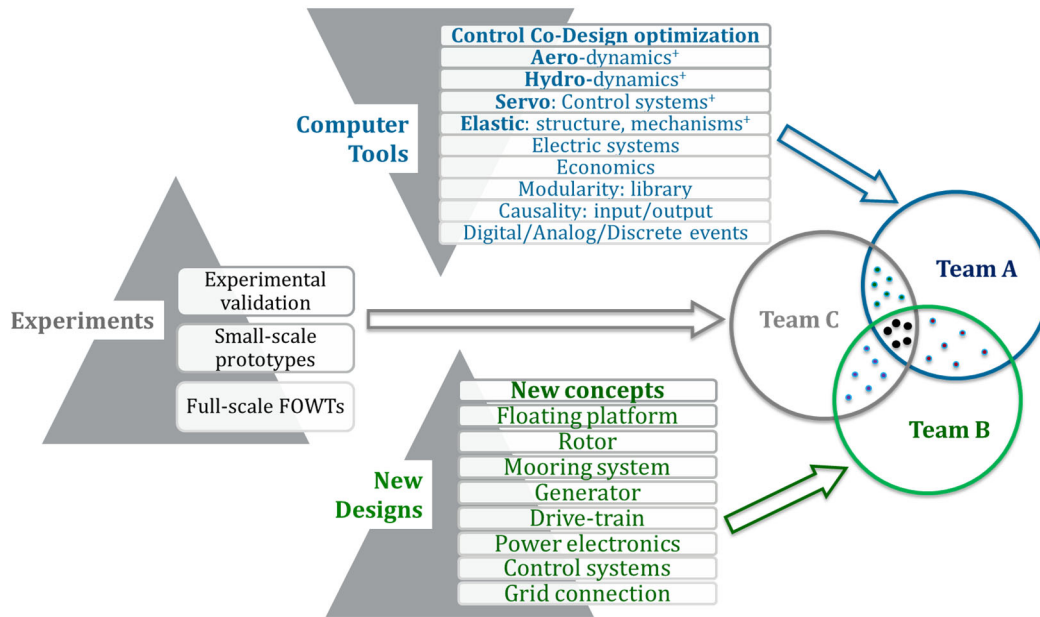 Control Co-Design optimization
Aero-dynamics⁺
Hydro-dynamics⁺
Servo: Control systems⁺
Elastic: structure, mechanisms⁺
Electric systems
Economics
Modularity: library
Causality: input/output
Digital/Analog/Discrete events
Computer
Tools
Experiments
Experimental
validation
Small-scale
prototypes
Full-scale FOWTs
New
Designs
New concepts
Floating platform
Rotor
Mooring system
Generator
Drive-train
Power electronics
Control systems
Grid connection
Team A
Team C
Team B